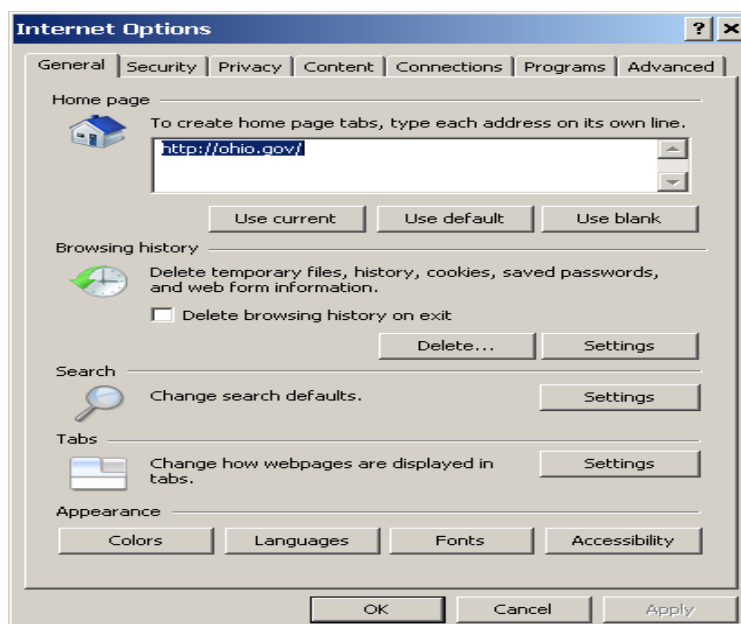 Internet Options
General Security Privacy Content Connections Programs Advanced
Home page
To create home page tabs, type each address on its own line.
http://ohio.gov/
Use current Use default Use blank
Browsing history
Delete temporary files, history, cookies, saved passwords,
and web form information.
Delete browsing history on exit
Delete... Settings
Search
Change search defaults. Settings
Tabs
Change how webpages are displayed in Settings
tabs.
Appearance
Colors Languages Fonts Accessibility
OK Cancel Apply